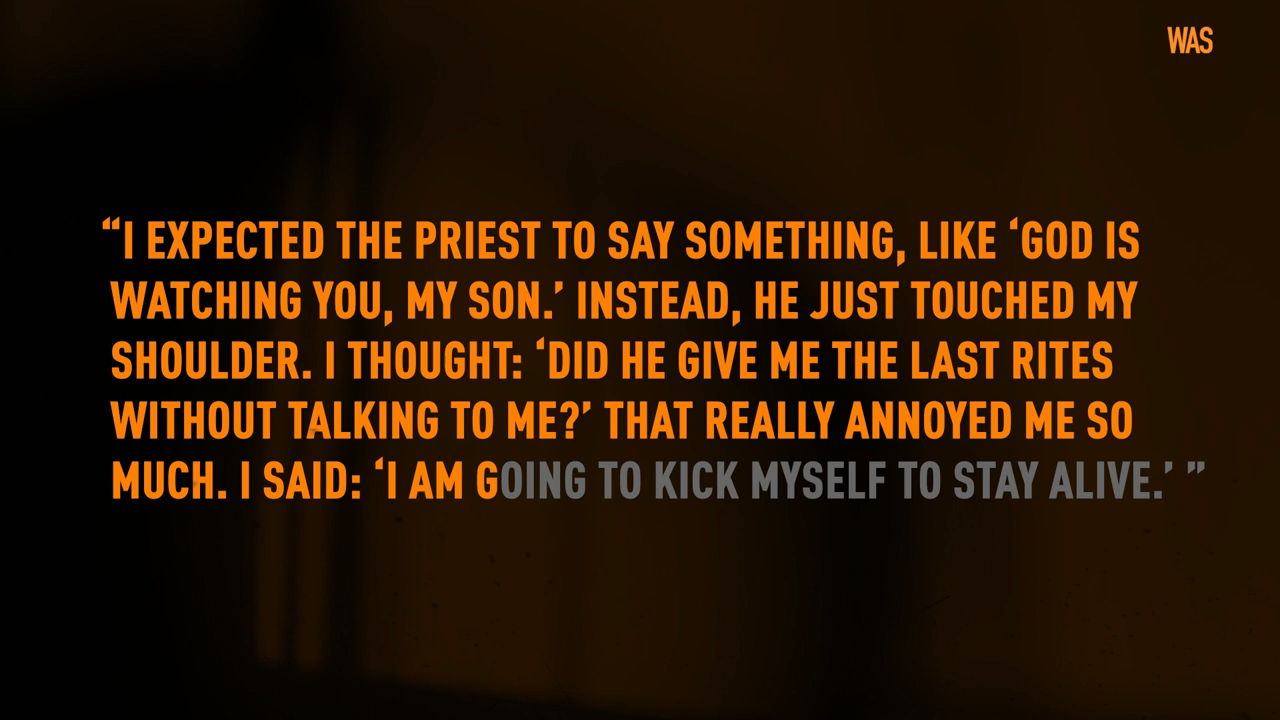 WAS
“I EXPECTED THE PRIEST TO SAY SOMETHING, LIKE ‘GOD IS
WATCHING YOU, MY SON.’ INSTEAD, HE JUST TOUCHED MY
SHOULDER. I THOUGHT: ‘DID HE GIVE ME THE LAST RITES
WITHOUT TALKING TO ME?’ THAT REALLY ANNOYED ME SO
MUCH. I SAID: ‘I AM GOING TO KICK MYSELF TO STAY ALIVE.’ ”